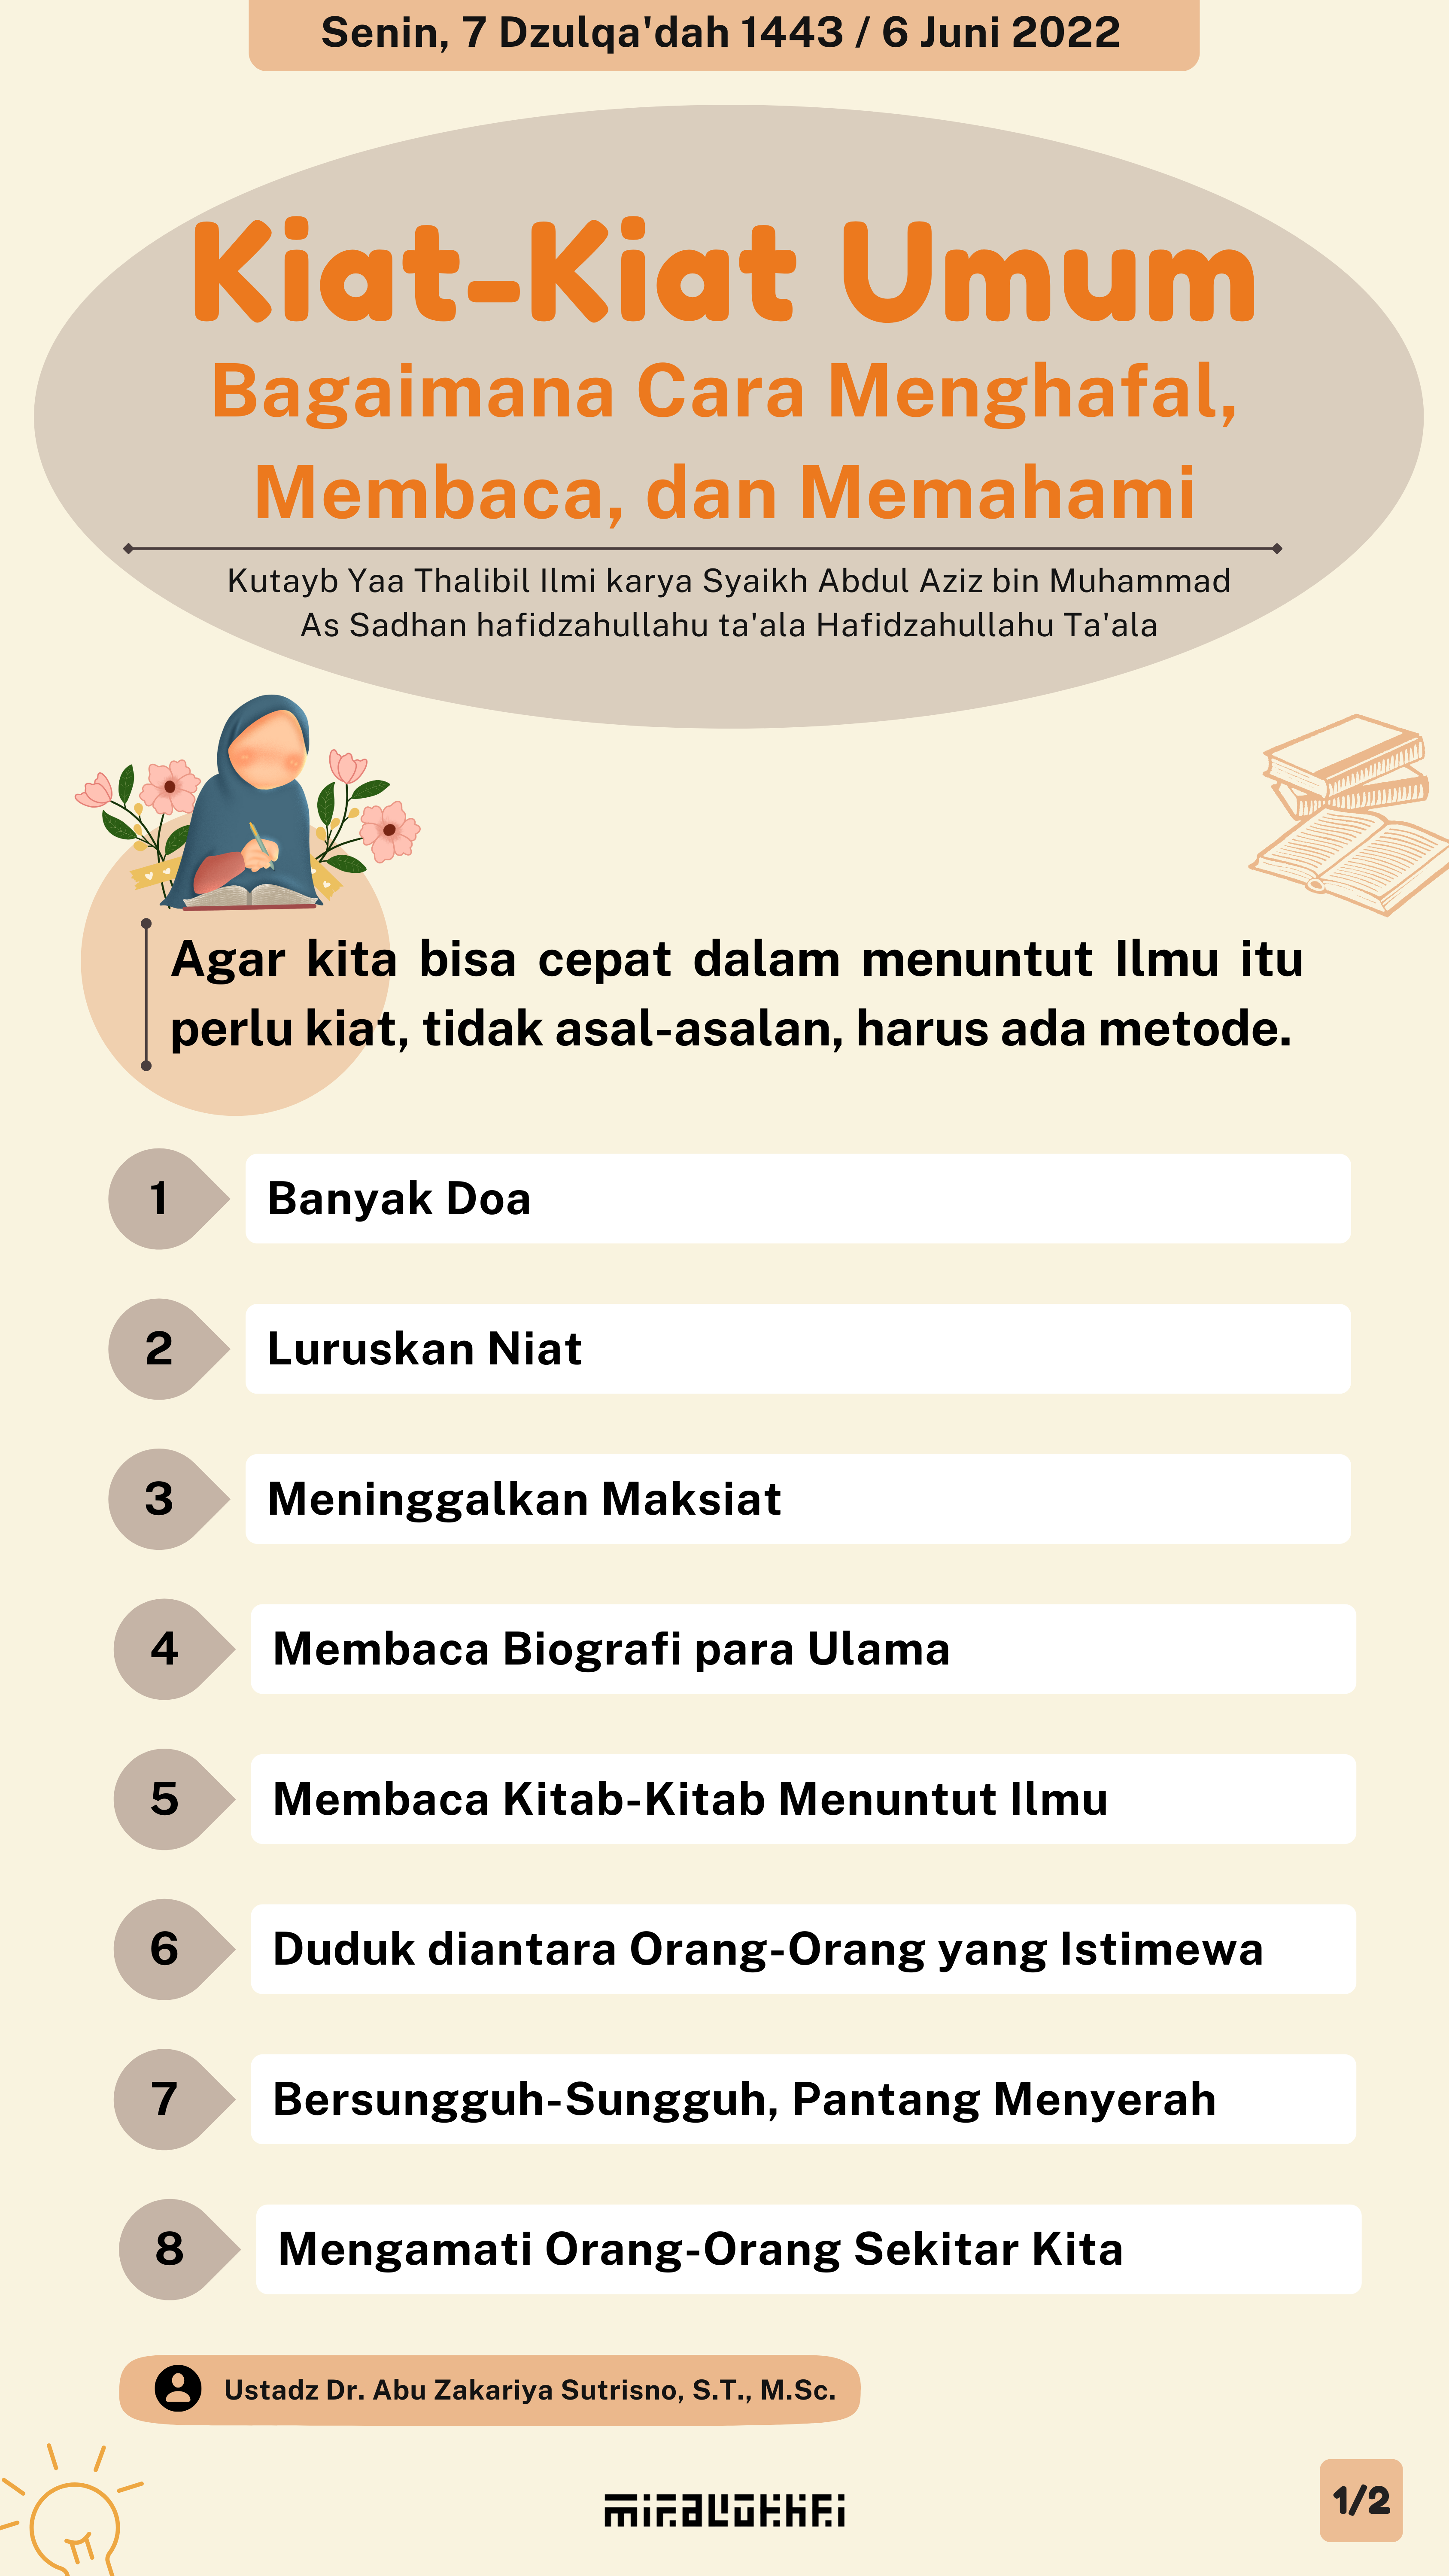 Senin, 7 Dzulqa'dah 1443 / 6 Juni 2022
Kiat-Kiat Umum
Bagaimana Cara Menghafal,
Membaca, dan Memahami
Kutayb Yaa Thalibil Ilmi karya Syaikh Abdul Aziz bin Muhammad
As Sadhan hafidzahullahu ta'ala Hafidzahullahu Ta'ala
Agar kita bisa cepat dalam menuntut Ilmu itu
perlu kiat, tidak asal-asalan, harus ada metode.
1 Banyak Doa
2 Luruskan Niat
3 Meninggalkan Maksiat
4 Membaca Biografi para Ulama
5 Membaca Kitab-Kitab Menuntut Ilmu
6 Duduk diantara Orang-Orang yang Istimewa
7 Bersungguh-Sungguh, Pantang Menyerah
8 Mengamati Orang-Orang Sekitar Kita
Ustadz Dr. Abu Zakariya Sutrisno, S.T., M.Sc.
1/2